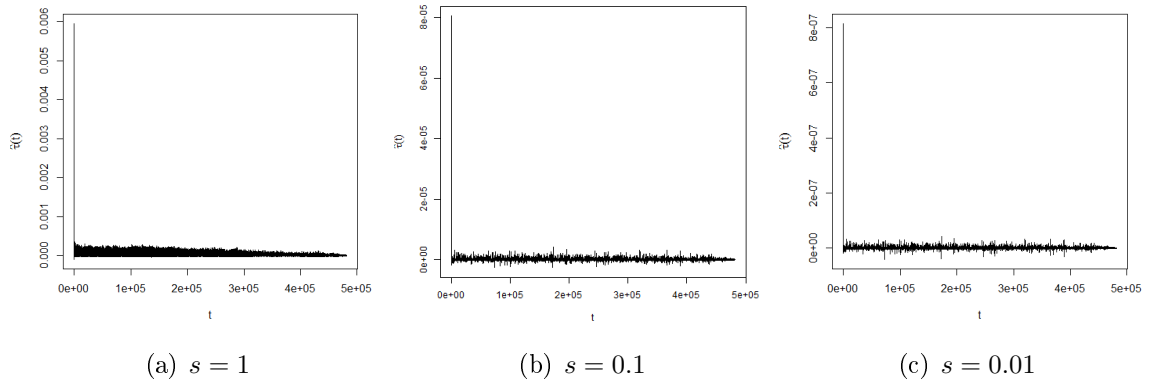 0.000 0.001 0.002 0.003 0.004 0.005 0.006
τ̂(t)
0e+00 1e+05 2e+05 3e+05 4e+05 5e+05
t
(a) s = 1
0e+00 2e-05 4e-05 6e-05 8e-05
τ̂(t)
0e+00 1e+05 2e+05 3e+05 4e+05 5e+05
t
(b) s = 0.1
0e+00 2e-07 4e-07 6e-07 8e-07
τ̂(t)
0e+00 1e+05 2e+05 3e+05 4e+05 5e+05
t
(c) s = 0.01